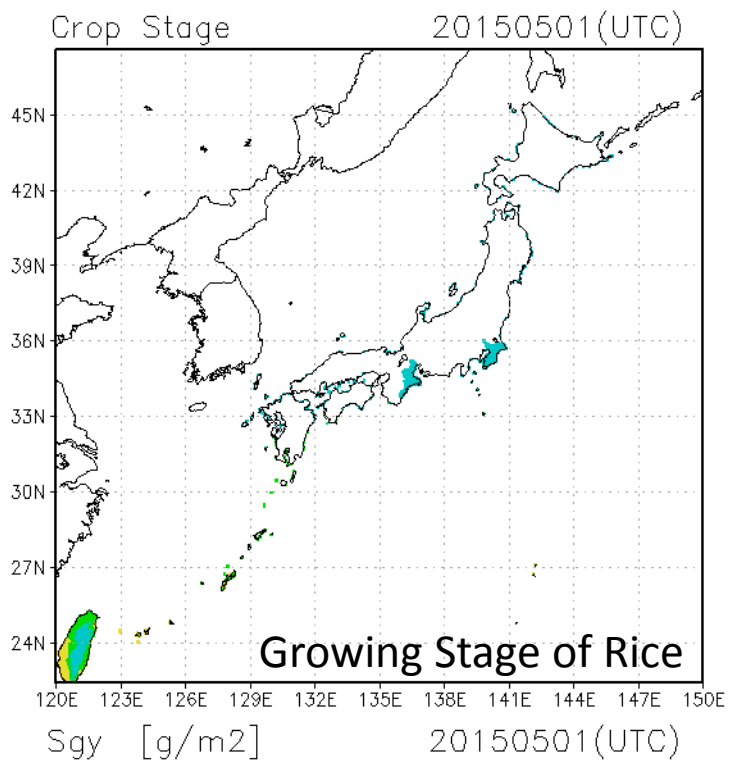 Crop Stage 20150501(UTC)
45N
42N
39N
36N
33N
30N
27N
24N
Growing Stage of Rice
120E 123E 126E 129E 132E 135E 138E 141E 144E 147E 150E
Sgy [g/m2] 20150501(UTC)